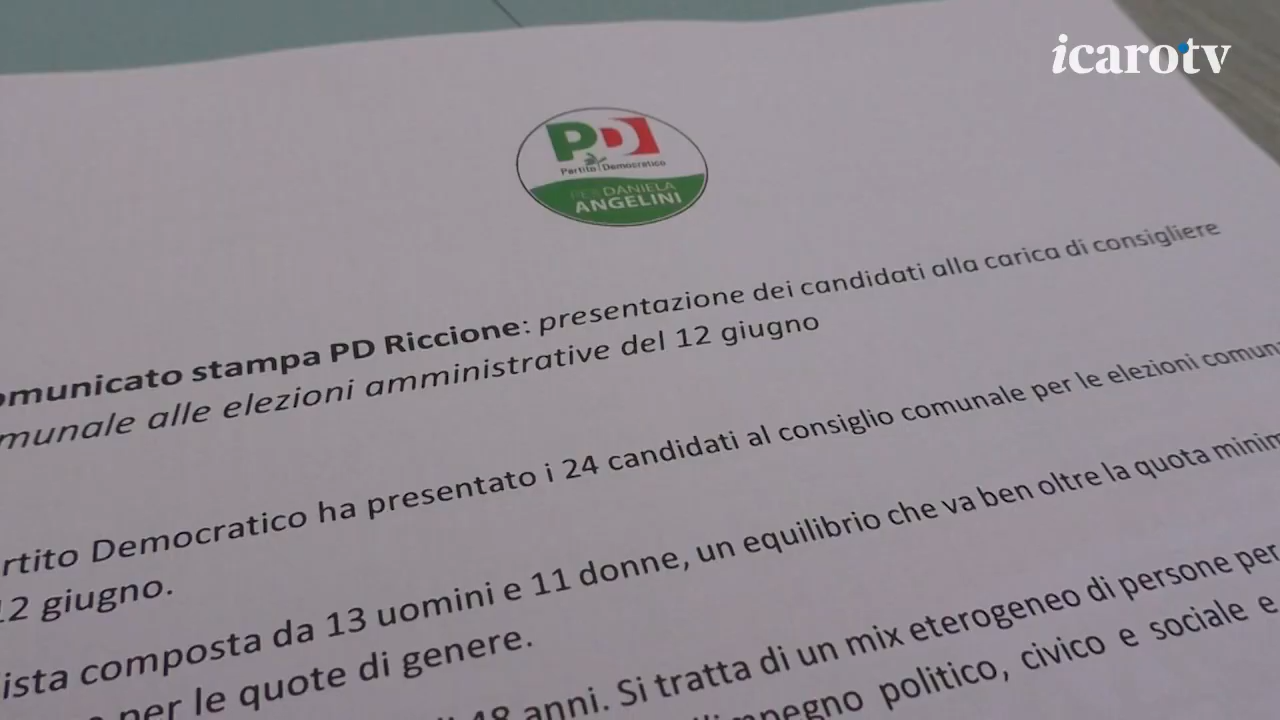 icarotv
PD
Partito Democratico
PER DANIELA
ANGELINI
omunicato stampa PD Riccione: presentazione dei candidati alla carica di consigliere
munale alle elezioni amministrative del 12 giugno
rtito Democratico ha presentato i 24 candidati al consiglio comunale per le elezioni comun
12 giugno.
ista composta da 13 uomini e 11 donne, un equilibrio che va ben oltre la quota minim
per le quote di genere.
48 anni. Si tratta di un mix eterogeneo di persone per
impegno politico, civico e sociale e